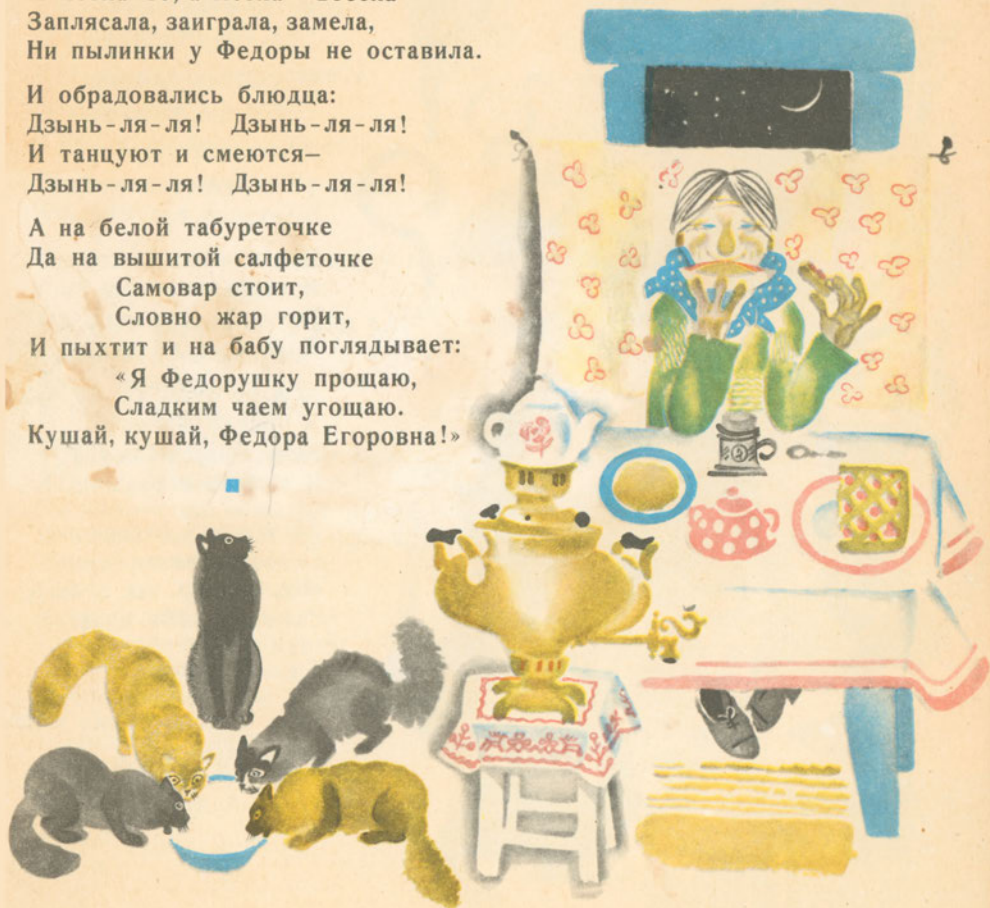 Заплясала, заиграла, замела,
Ни пылинки у Федоры не оставила.
И обрадовались блюдца:
Дзынь-ля-ля! Дзынь-ля-ля!
И танцуют и смеются—
Дзынь-ля-ля! Дзынь-ля-ля!
А на белой табуреточке
Да на вышитой салфеточке
Самовар стоит,
Словно жар горит,
И пыхтит и на бабу поглядывает:
«Я Федорушку прощаю,
Сладким чаем угощаю.
Кушай, кушай, Федора Егоровна!»